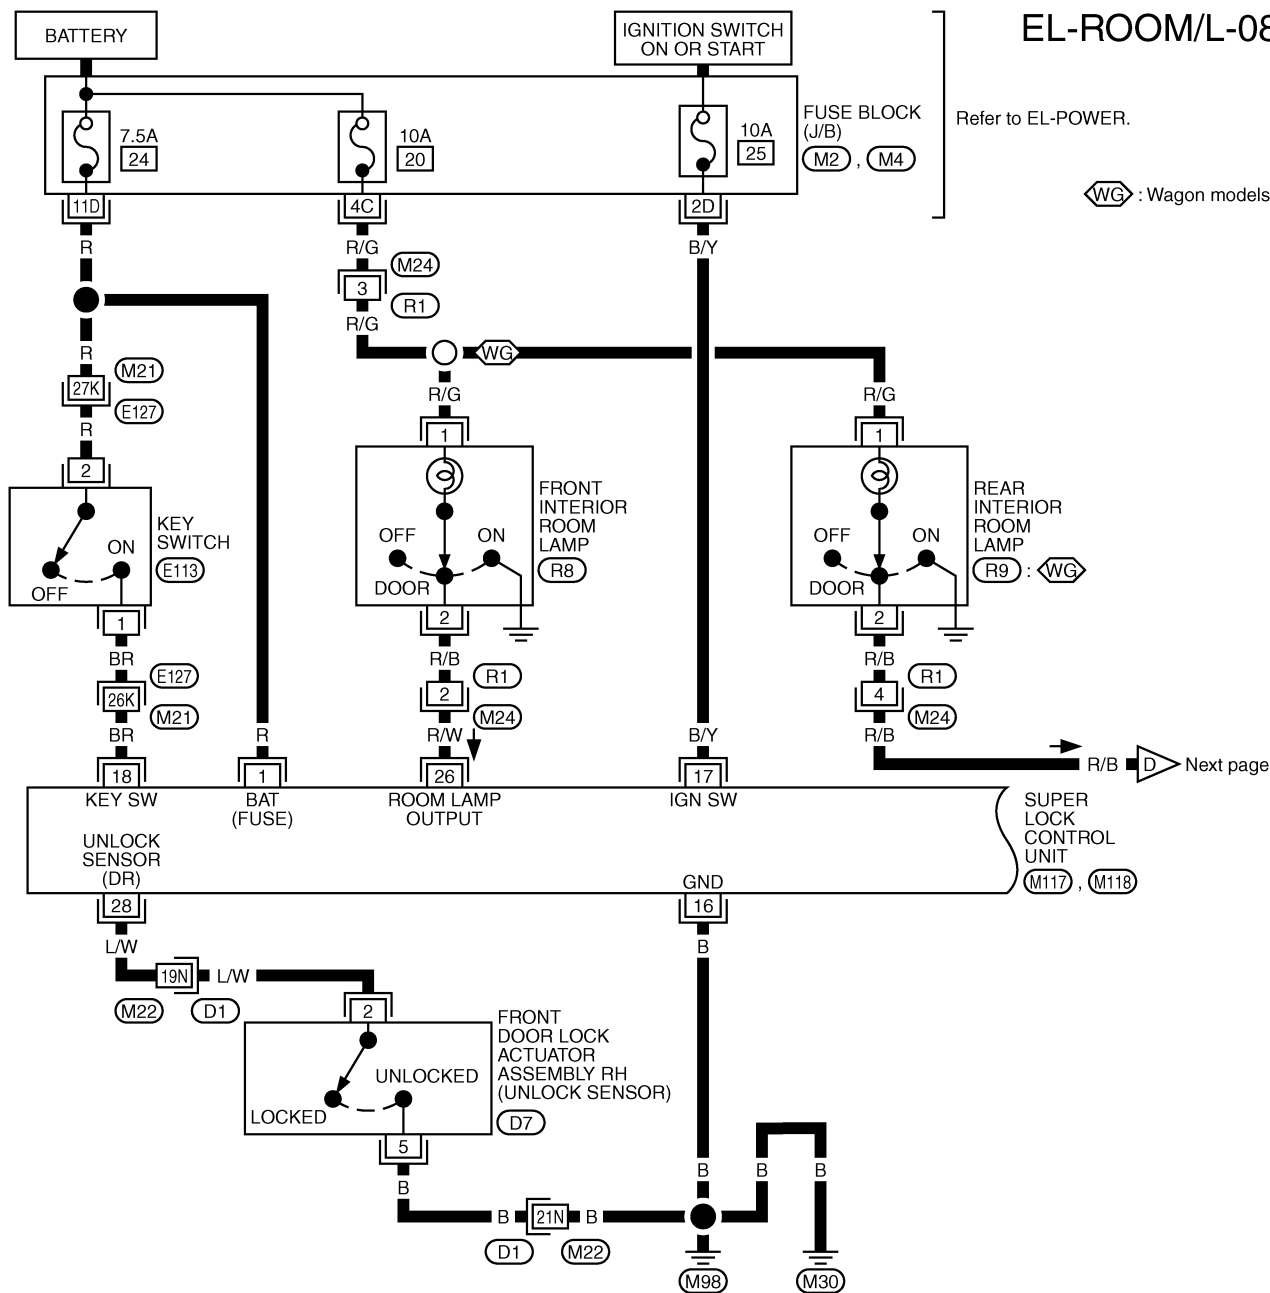 EL-ROOM/L-08
BATTERY
IGNITION SWITCH
ON OR START
7.5A
24
10A
20
10A
25
FUSE BLOCK
(J/B)
M2 , M4
Refer to EL-POWER.
WG : Wagon models
11D
4C
2D
R
R/G
B/Y
M24
3
R1
R/G
R
WG
M21
27K
E127
R
R/G
R/G
2
1
1
KEY
SWITCH
E113
ON
OFF
FRONT
INTERIOR
ROOM
LAMP
R8
OFF
ON
DOOR
REAR
INTERIOR
ROOM
LAMP
R9 : WG
OFF
ON
DOOR
1
2
2
BR
R/B
R/B
E127
26K
M21
R1
2
M24
R1
4
M24
BR
R
R/W
B/Y
R/B
R/B
D
Next page
18
1
26
17
KEY SW
BAT
(FUSE)
ROOM LAMP
OUTPUT
IGN SW
SUPER
LOCK
CONTROL
UNIT
M117 , M118
UNLOCK
SENSOR
(DR)
GND
28
16
L/W
B
19N
L/W
M22
D1
2
FRONT
DOOR LOCK
ACTUATOR
ASSEMBLY RH
(UNLOCK SENSOR)
D7
UNLOCKED
LOCKED
5
B
B
B
B
B
21N
B
D1
M22
M98
M30